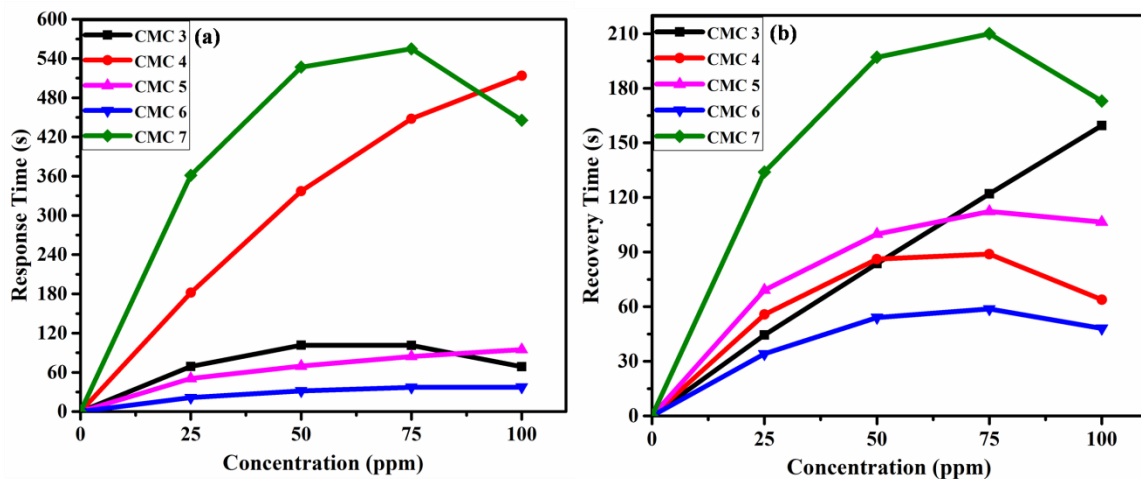 (a)
CMC 3
CMC 4
CMC 5
CMC 6
CMC 7
Response Time (s)
600
540
480
420
360
300
240
180
120
60
0
0 25 50 75 100
Concentration (ppm)
(b)
CMC 3
CMC 4
CMC 5
CMC 6
CMC 7
Recovery Time (s)
210
180
150
120
90
60
30
0
0 25 50 75 100
Concentration (ppm)